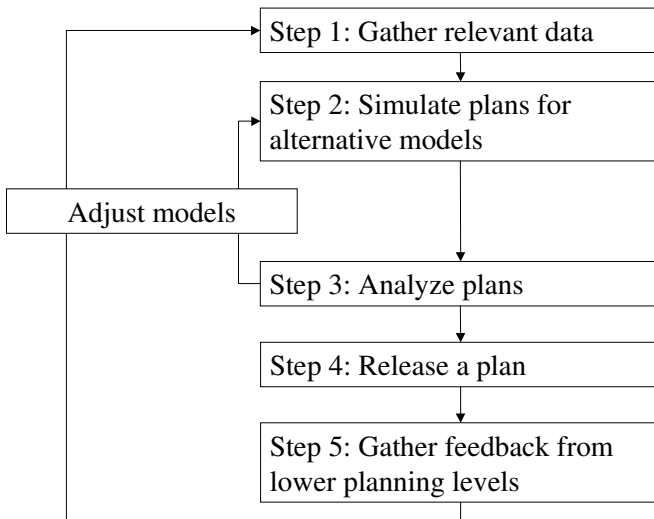 Step 1: Gather relevant data
Step 2: Simulate plans for
alternative models
Adjust models
Step 3: Analyze plans
Step 4: Release a plan
Step 5: Gather feedback from
lower planning levels